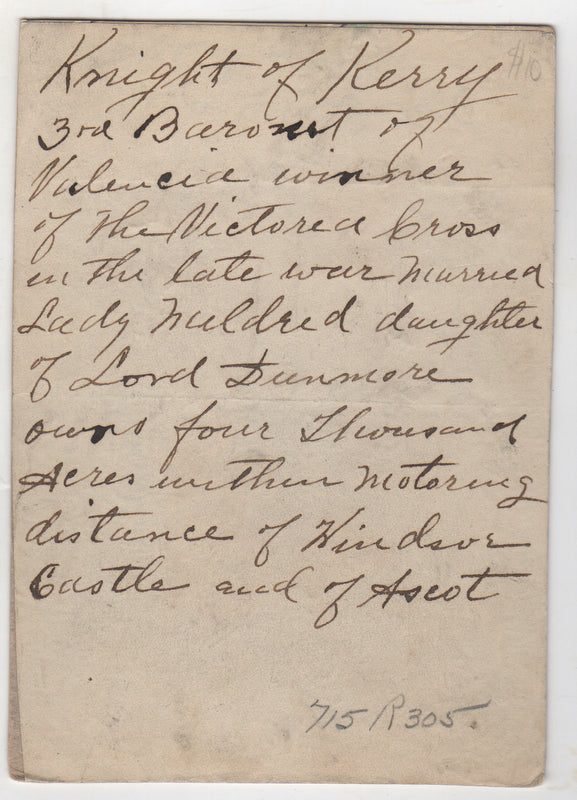 $10
Knight of Kerry
3rd Baronet of
Valencia winner
of the Victorea Cross
in the late war married
Lady Mildred daughter
of Lord Dunmore
owns four Thousand
Acres within Motoring
distance of Windsor
Castle and of Ascot
715 R305.